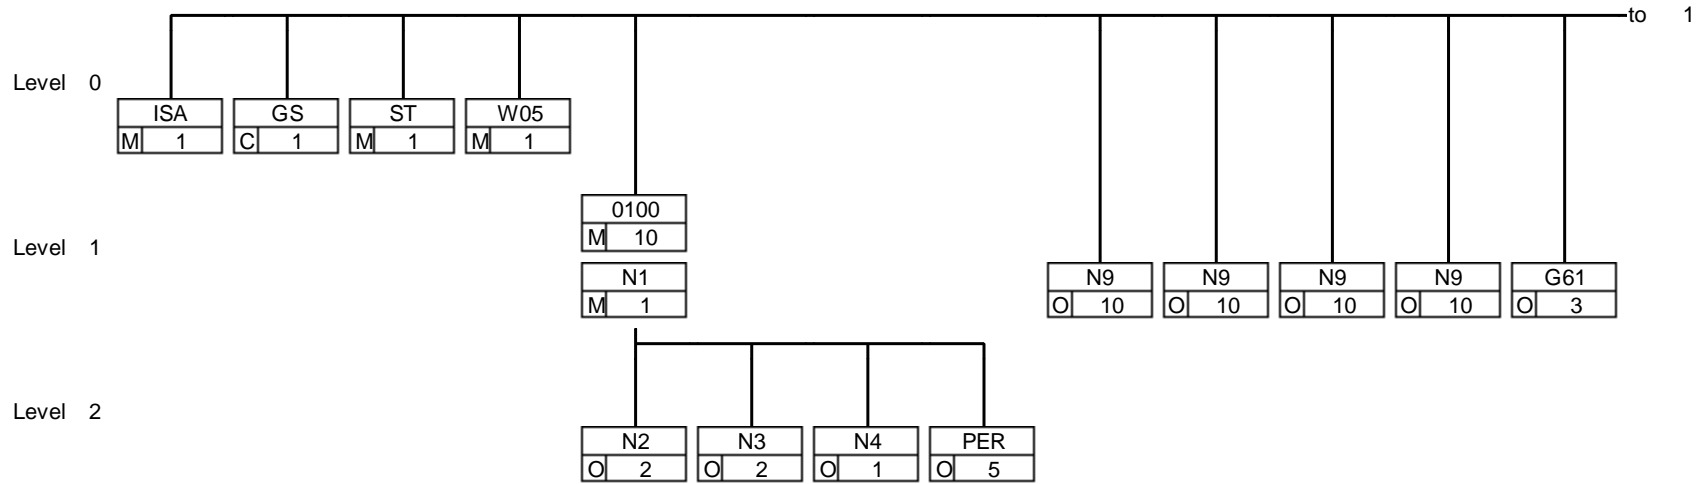 to 1
Level 0
ISA GS ST W05
M 1 C 1 M 1 M 1
0100
M 10
Level 1
N1 N9 N9 N9 N9 G61
M 1 O 10 O 10 O 10 O 10 O 3
Level 2
N2 N3 N4 PER
O 2 O 2 O 1 O 5